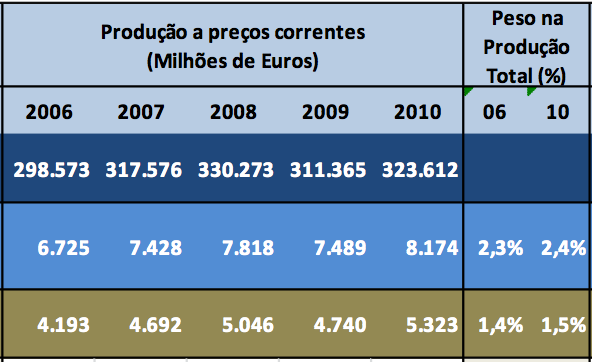 Produção a preços correntes
(Milhões de Euros)
Peso na
Produção
Total (%)
2006 2007 2008 2009 2010 06 10
298.573 317.576 330.273 311.365 323.612
6.725 7.428 7.818 7.489 8.174 2,3% 2,4%
4.193 4.692 5.046 4.740 5.323 1,4% 1,5%